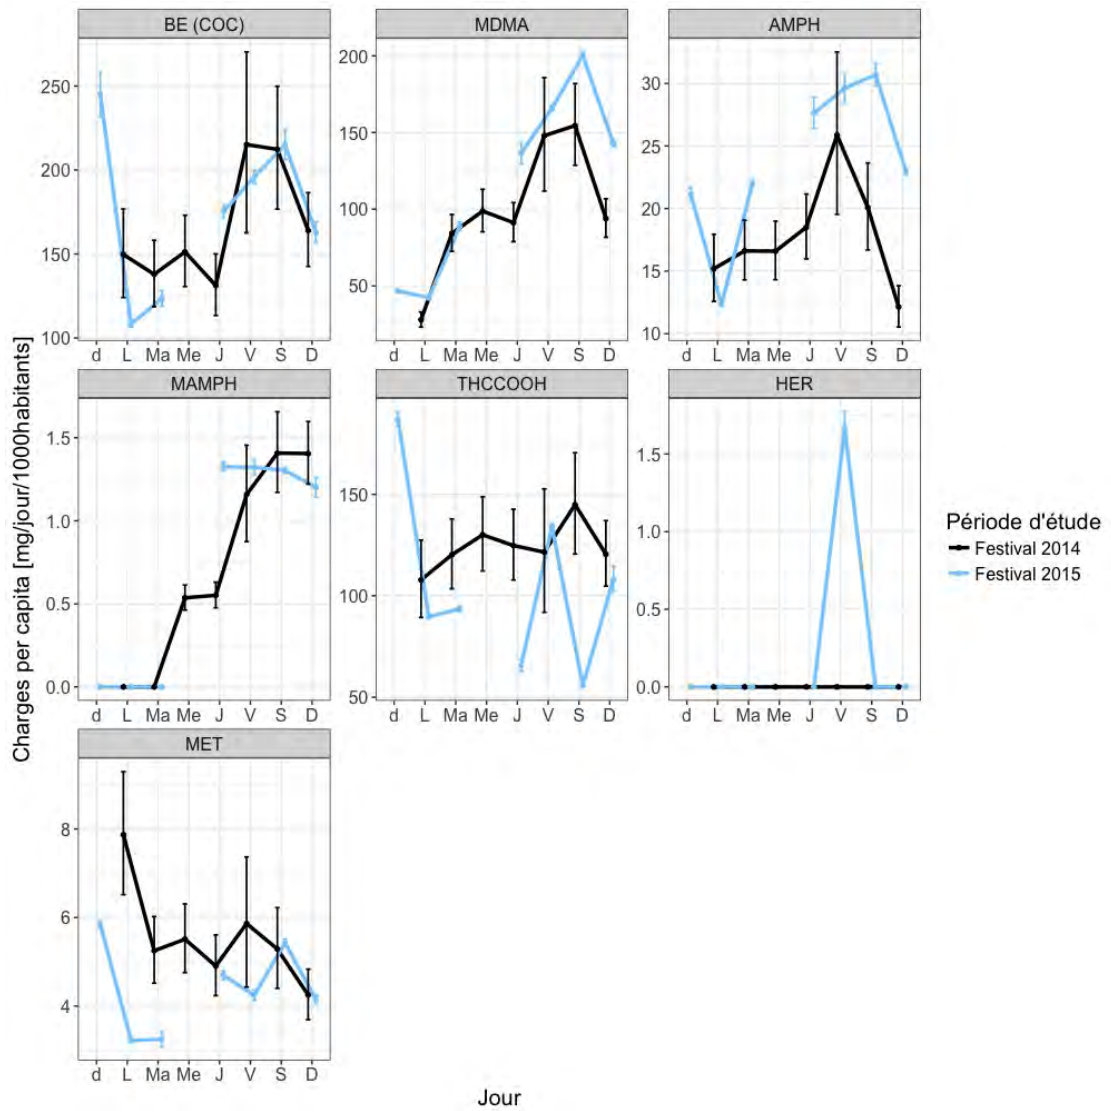 BE (COC) MDMA AMPH
250
200
150
100
d L Ma Me J V S D
200
150
100
50
d L Ma Me J V S D
30
25
20
15
10
d L Ma Me J V S D
MAMPH THCCOOH HER
1.5
1.0
0.5
0.0
d L Ma Me J V S D
150
100
50
d L Ma Me J V S D
1.5
1.0
0.5
0.0
d L Ma Me J V S D
MET
8
6
4
d L Ma Me J V S D
Charges per capita [mg/jour/1000habitants]
Jour
Période d'étude
Festival 2014
Festival 2015